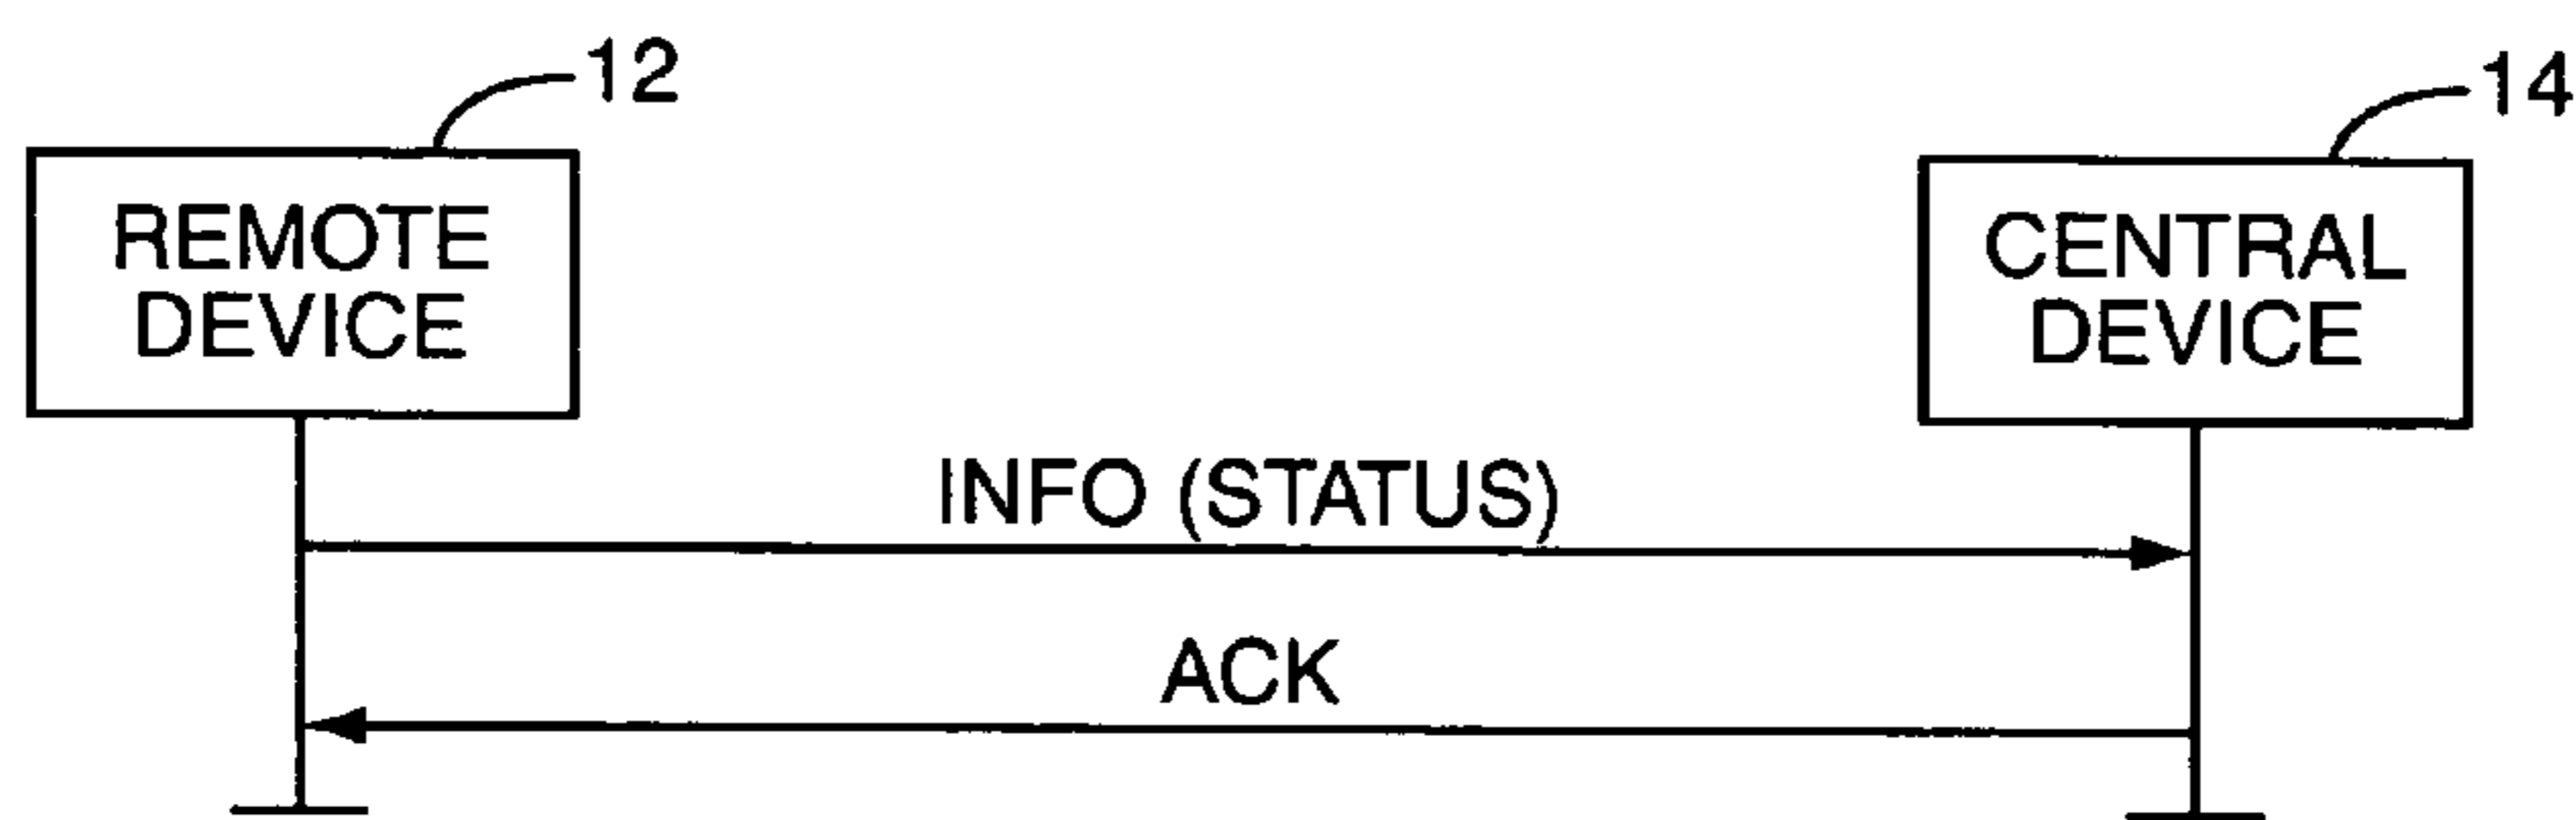 12
14
REMOTE
DEVICE
CENTRAL
DEVICE
INFO (STATUS)
ACK